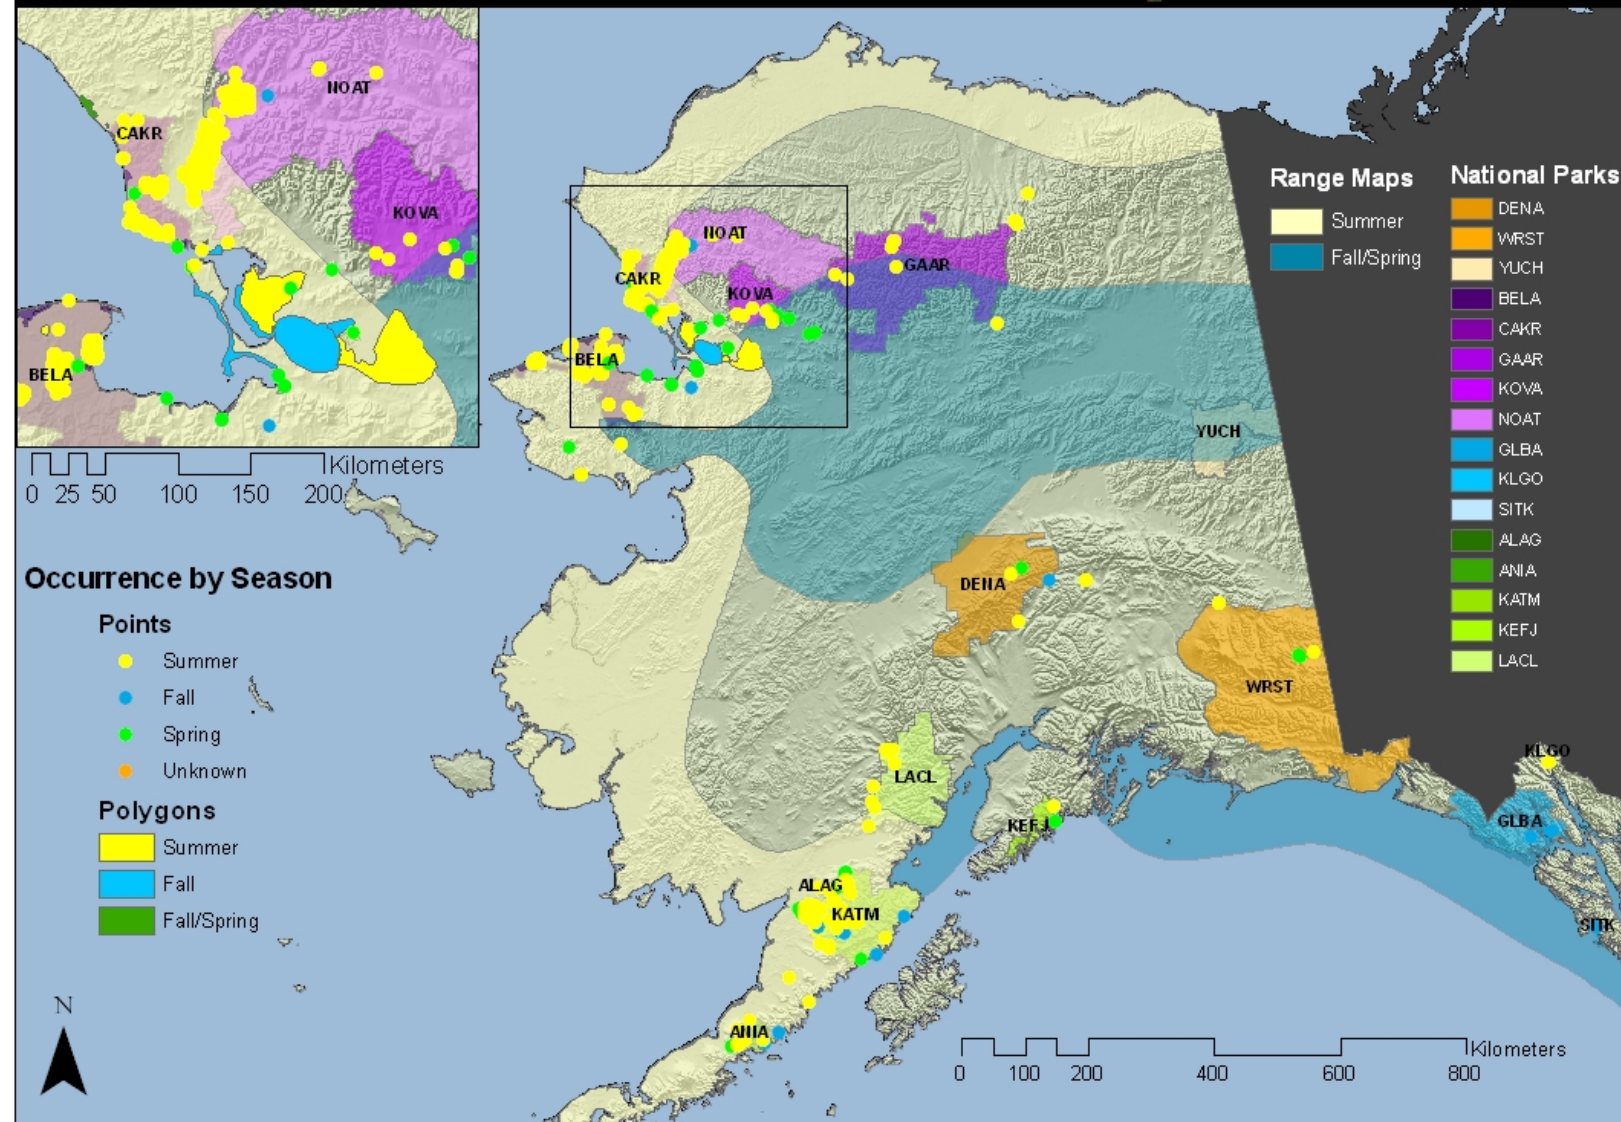 NOAT
CAKR
KOVA
BELA
Kilometers
0 25 50 100 150 200
Occurrence by Season
Points
Summer
Fall
Spring
Unknown
Polygons
Summer
Fall
Fall/Spring
N
NOAT
CAKR
KOVA
GAAR
BELA
YUCH
DENA
WRST
LACL
KEFJ
ALAG
KATM
ANIA
KLGO
GLBA
SITK
Range Maps
Summer
Fall/Spring
National Parks
DENA
WRST
YUCH
BELA
CAKR
GAAR
KOVA
NOAT
GLBA
KLGO
SITK
ALAG
ANIA
KATM
KEFJ
LACL
Kilometers
0 100 200 400 600 800